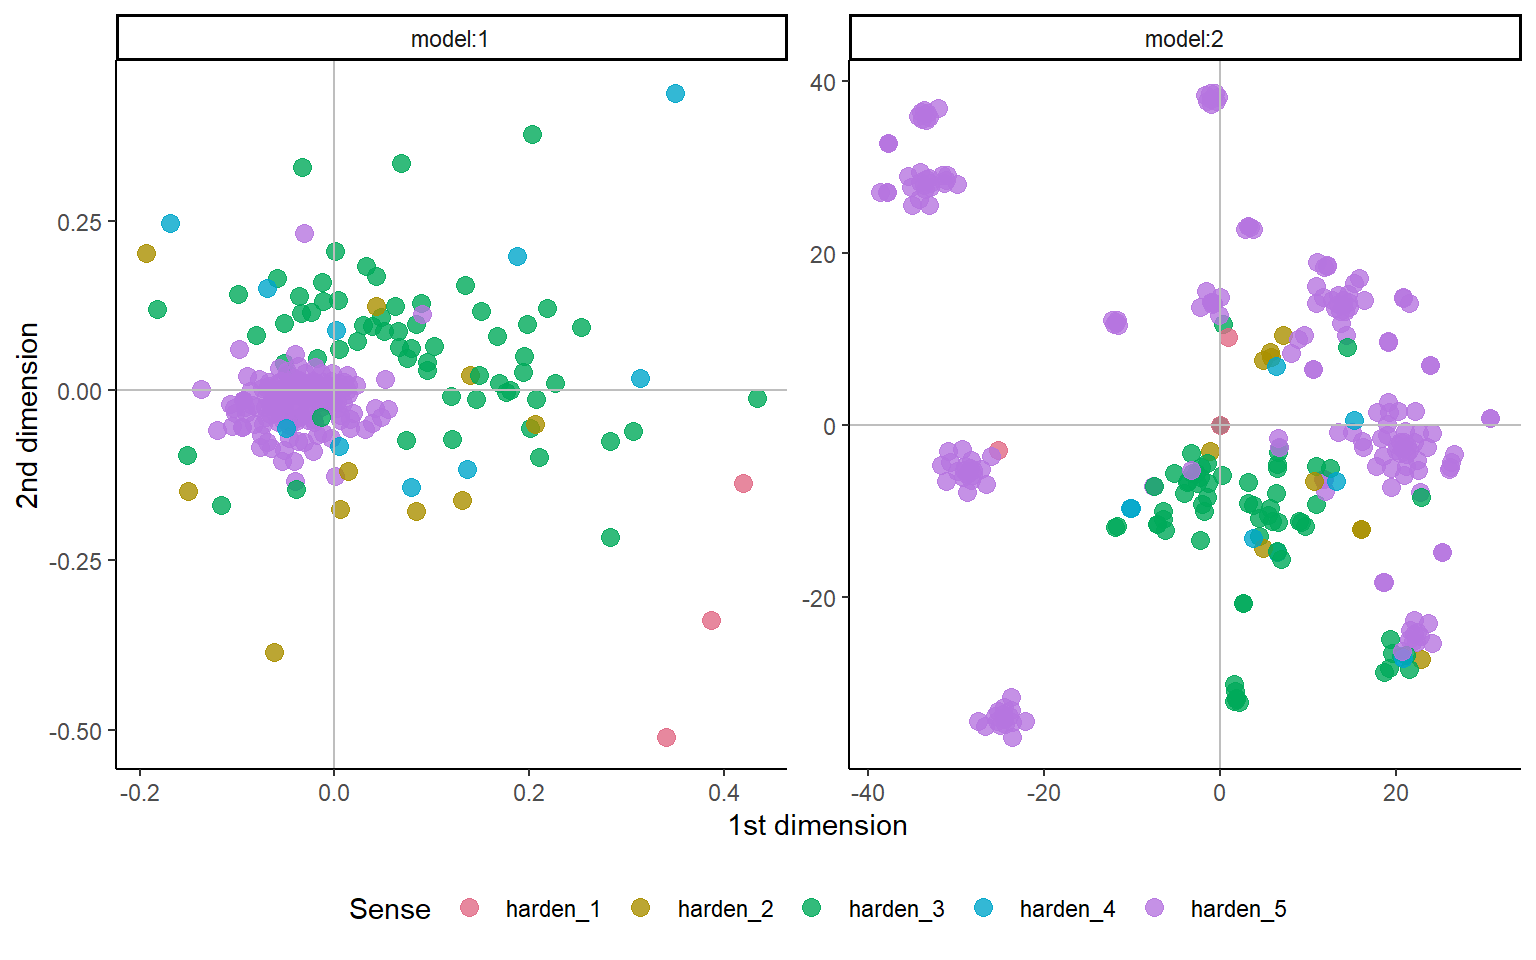 model:1
model:2
2nd dimension
0.25
0.00
-0.25
-0.50
40
20
0
-20
-0.2
0.0
0.2
0.4
-40
-20
0
20
1st dimension
Sense
harden_1
harden_2
harden_3
harden_4
harden_5